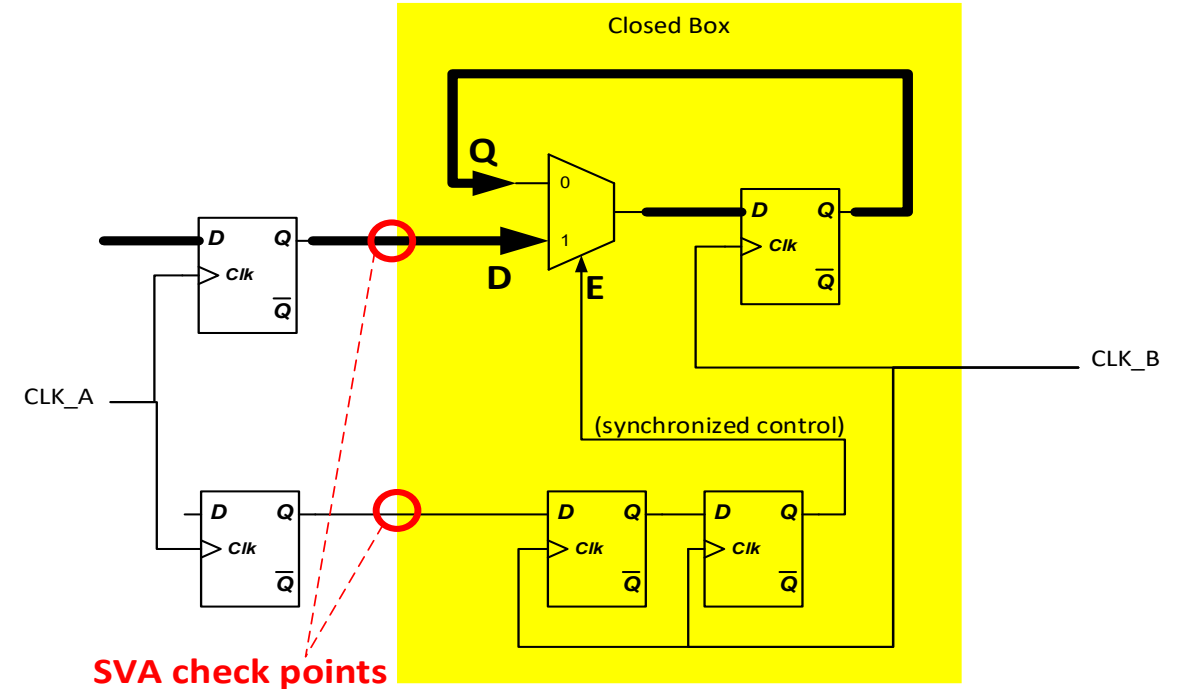 Closed Box
Q
0
D Q
D Q
1
Clk
Clk
D
E
Q
Q
CLK_B
CLK_A
(synchronized control)
D Q
D Q
D Q
Clk
Clk
Clk
Q
Q
Q
SVA check points